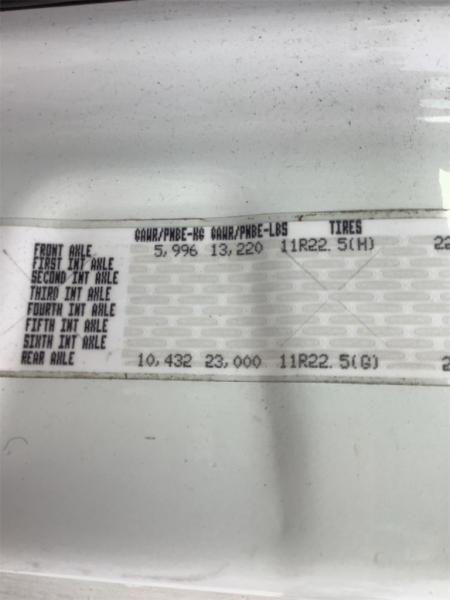 GAWR/PNBE-KG GAWR/PNBE-LBS TIRES
FRONT AXLE 5,996 13,220 11R22.5(H) 22
FIRST INT AXLE
SECOND INT AXLE
THIRD INT AXLE
FOURTH INT AXLE
FIFTH INT AXLE
SIXTH INT AXLE
REAR AXLE 10,432 23,000 11R22.5(G) 2